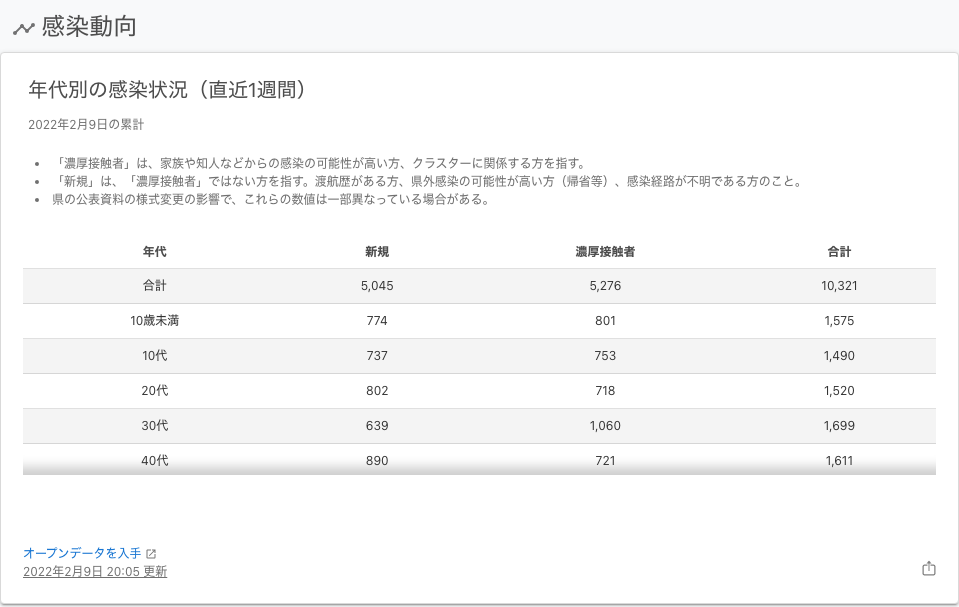 感染動向
年代別の感染状況（直近1週間）
2022年2月9日の累計
• 「濃厚接触者」は、家族や知人などからの感染の可能性が高い方、クラスターに関係する方を指す。
• 「新規」は、「濃厚接触者」ではない方を指す。渡航歴がある方、県外感染の可能性が高い方（帰省等）、感染経路が不明である方のこと。
• 県の公表資料の様式変更の影響で、これらの数値は一部異なっている場合がある。
年代 新規 濃厚接触者 合計
合計 5,045 5,276 10,321
10歳未満 774 801 1,575
10代 737 753 1,490
20代 802 718 1,520
30代 639 1,060 1,699
40代 890 721 1,611
オープンデータを入手
2022年2月9日 20:05 更新